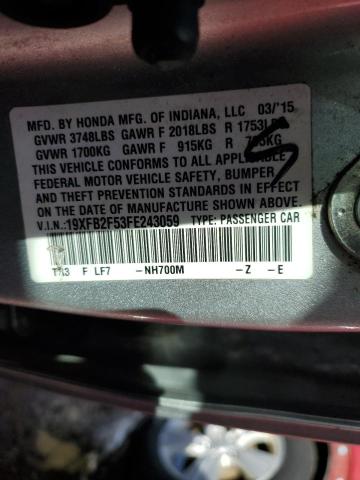 MFD. BY HONDA MFG. OF INDIANA, LLC 03/'15
GVWR 3748LBS GAWR F 2018LBS R 1753LBS
GVWR 1700KG GAWR F 915KG R 795KG
THIS VEHICLE CONFORMS TO ALL APPLICABLE
FEDERAL MOTOR VEHICLE SAFETY, BUMPER,
AND THEFT PREVENTION STANDARDS IN EFFECT
ON THE DATE OF MANUFACTURE SHOWN ABOVE.
V.I.N.:19XFB2F53FE243059 TYPE: PASSENGER CAR
F LF7 -NH700M -Z -E